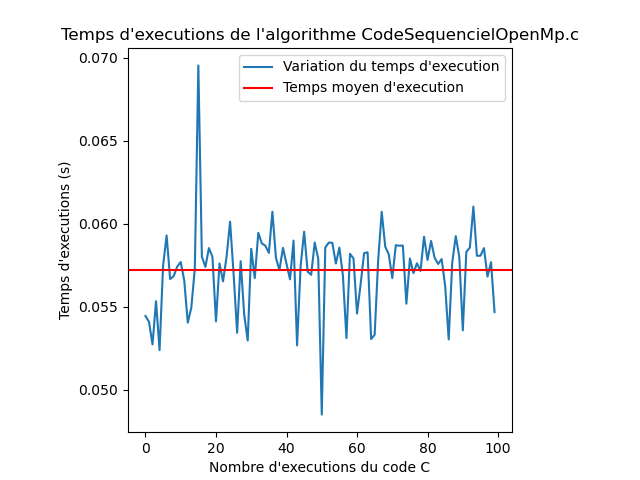 Temps d'executions de l'algorithme CodeSequencielOpenMp.c
Variation du temps d'execution
Temps moyen d'execution
Temps d'executions (s)
0.070
0.065
0.060
0.055
0.050
0 20 40 60 80 100
Nombre d'executions du code C